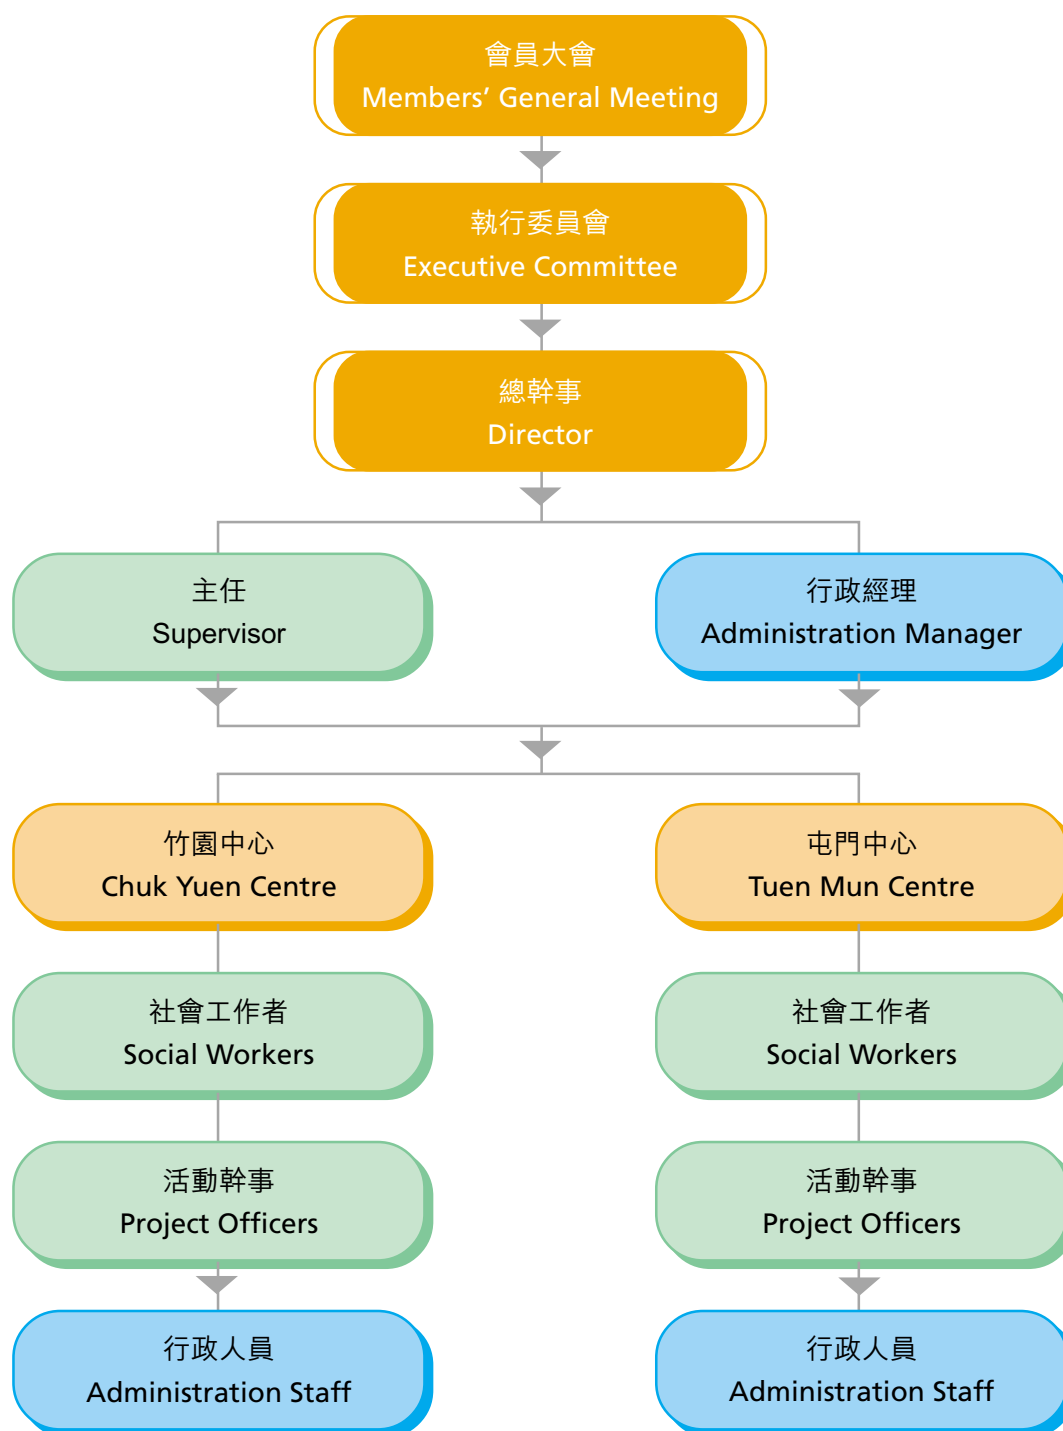 會員大會
Members’ General Meeting
執行委員會
Executive Committee
總幹事
Director
主任
Supervisor
行政經理
Administration Manager
竹園中心
Chuk Yuen Centre
屯門中心
Tuen Mun Centre
社會工作者
Social Workers
社會工作者
Social Workers
活動幹事
Project Officers
活動幹事
Project Officers
行政人員
Administration Staff
行政人員
Administration Staff